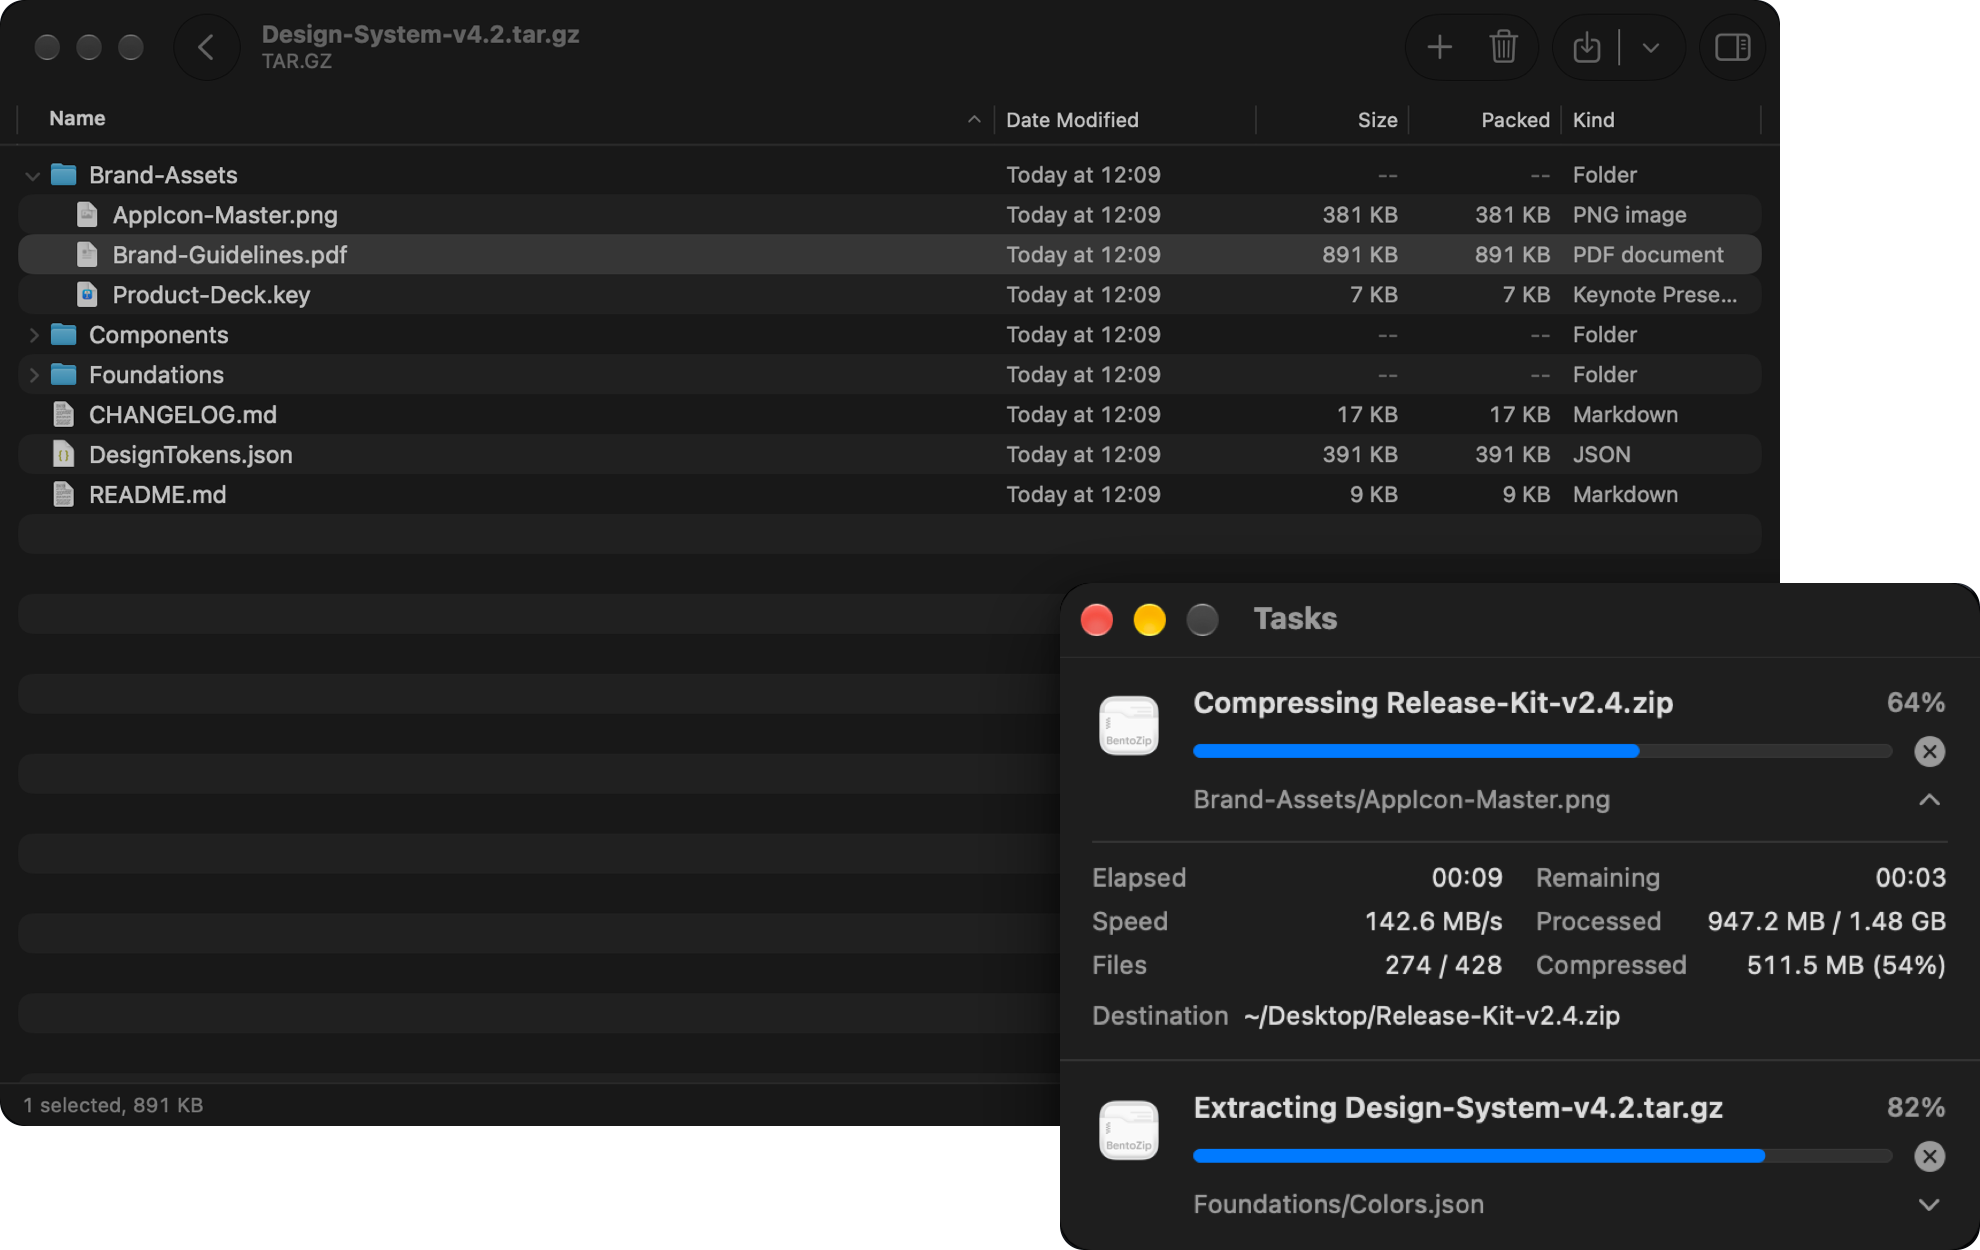 Design-System-v4.2.tar.gz
TAR.GZ
Name Date Modified Size Packed Kind
Brand-Assets Today at 12:09 -- -- Folder
AppIcon-Master.png Today at 12:09 381 KB 381 KB PNG image
Brand-Guidelines.pdf Today at 12:09 891 KB 891 KB PDF document
Product-Deck.key Today at 12:09 7 KB 7 KB Keynote Prese...
Components Today at 12:09 -- -- Folder
Foundations Today at 12:09 -- -- Folder
CHANGELOG.md Today at 12:09 17 KB 17 KB Markdown
DesignTokens.json Today at 12:09 391 KB 391 KB JSON
README.md Today at 12:09 9 KB 9 KB Markdown
1 selected, 891 KB
Tasks
Compressing Release-Kit-v2.4.zip 64%
BentoZip
Brand-Assets/AppIcon-Master.png
Elapsed 00:09 Remaining 00:03
Speed 142.6 MB/s Processed 947.2 MB / 1.48 GB
Files 274 / 428 Compressed 511.5 MB (54%)
Destination ~/Desktop/Release-Kit-v2.4.zip
Extracting Design-System-v4.2.tar.gz 82%
BentoZip
Foundations/Colors.json